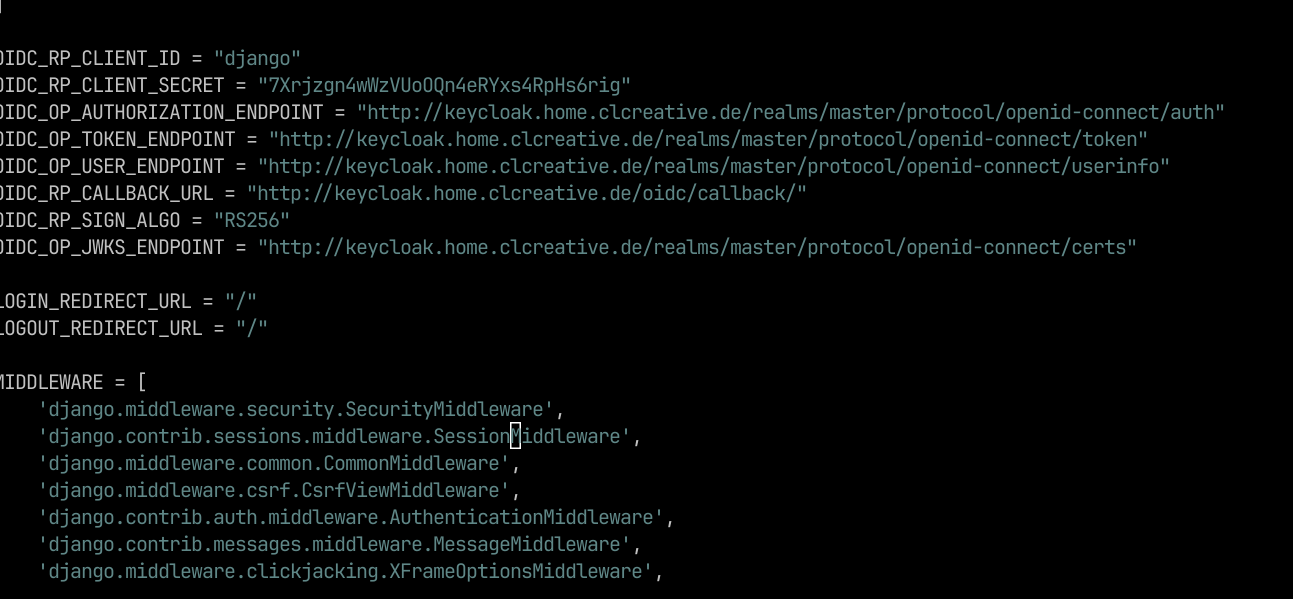 OIDC_RP_CLIENT_ID = "django"
OIDC_RP_CLIENT_SECRET = "7Xrjzgn4wWzVUoOQn4eRYxs4RpHs6rig"
OIDC_OP_AUTHORIZATION_ENDPOINT = "http://keycloak.home.clcreative.de/realms/master/protocol/openid-connect/auth"
OIDC_OP_TOKEN_ENDPOINT = "http://keycloak.home.clcreative.de/realms/master/protocol/openid-connect/token"
OIDC_OP_USER_ENDPOINT = "http://keycloak.home.clcreative.de/realms/master/protocol/openid-connect/userinfo"
OIDC_RP_CALLBACK_URL = "http://keycloak.home.clcreative.de/oidc/callback/"
OIDC_RP_SIGN_ALGO = "RS256"
OIDC_OP_JWKS_ENDPOINT = "http://keycloak.home.clcreative.de/realms/master/protocol/openid-connect/certs"
LOGIN_REDIRECT_URL = "/"
LOGOUT_REDIRECT_URL = "/"
MIDDLEWARE = [
'django.middleware.security.SecurityMiddleware',
'django.contrib.sessions.middleware.SessionMiddleware',
'django.middleware.common.CommonMiddleware',
'django.middleware.csrf.CsrfViewMiddleware',
'django.contrib.auth.middleware.AuthenticationMiddleware',
'django.contrib.messages.middleware.MessageMiddleware',
'django.middleware.clickjacking.XFrameOptionsMiddleware',